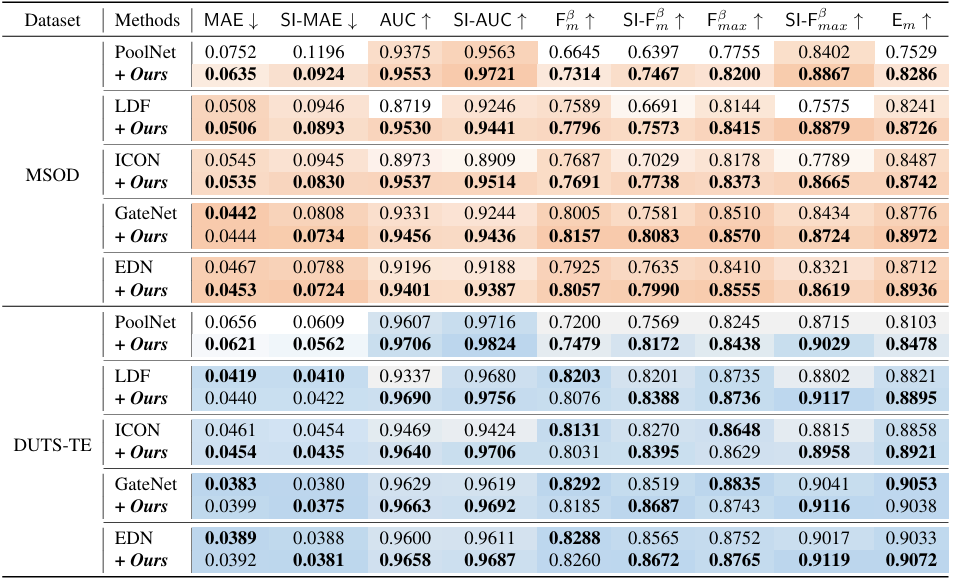 Dataset Methods MAE ↓ SI-MAE ↓ AUC ↑ SI-AUC ↑ F_m^β ↑ SI-F_m^β ↑ F_max^β ↑ SI-F_max^β ↑ E_m ↑
PoolNet 0.0752 0.1196 0.9375 0.9563 0.6645 0.6397 0.7755 0.8402 0.7529
+ Ours 0.0635 0.0924 0.9553 0.9721 0.7314 0.7467 0.8200 0.8867 0.8286
LDF 0.0508 0.0946 0.8719 0.9246 0.7589 0.6691 0.8144 0.7575 0.8241
+ Ours 0.0506 0.0893 0.9530 0.9441 0.7796 0.7573 0.8415 0.8879 0.8726
ICON 0.0545 0.0945 0.8973 0.8909 0.7687 0.7029 0.8178 0.7789 0.8487
MSOD
+ Ours 0.0535 0.0830 0.9537 0.9514 0.7691 0.7738 0.8373 0.8665 0.8742
GateNet 0.0442 0.0808 0.9331 0.9244 0.8005 0.7581 0.8510 0.8434 0.8776
+ Ours 0.0444 0.0734 0.9456 0.9436 0.8157 0.8083 0.8570 0.8724 0.8972
EDN 0.0467 0.0788 0.9196 0.9188 0.7925 0.7635 0.8410 0.8321 0.8712
+ Ours 0.0453 0.0724 0.9401 0.9387 0.8057 0.7990 0.8555 0.8619 0.8936
PoolNet 0.0656 0.0609 0.9607 0.9716 0.7200 0.7569 0.8245 0.8715 0.8103
+ Ours 0.0621 0.0562 0.9706 0.9824 0.7479 0.8172 0.8438 0.9029 0.8478
LDF 0.0419 0.0410 0.9337 0.9680 0.8203 0.8201 0.8735 0.8802 0.8821
+ Ours 0.0440 0.0422 0.9690 0.9756 0.8076 0.8388 0.8736 0.9117 0.8895
ICON 0.0461 0.0454 0.9469 0.9424 0.8131 0.8270 0.8648 0.8815 0.8858
DUTS-TE
+ Ours 0.0454 0.0435 0.9640 0.9706 0.8031 0.8395 0.8629 0.8958 0.8921
GateNet 0.0383 0.0380 0.9629 0.9619 0.8292 0.8519 0.8835 0.9041 0.9053
+ Ours 0.0399 0.0375 0.9663 0.9692 0.8185 0.8687 0.8743 0.9116 0.9038
EDN 0.0389 0.0388 0.9600 0.9611 0.8288 0.8565 0.8752 0.9017 0.9033
+ Ours 0.0392 0.0381 0.9658 0.9687 0.8260 0.8672 0.8765 0.9119 0.9072